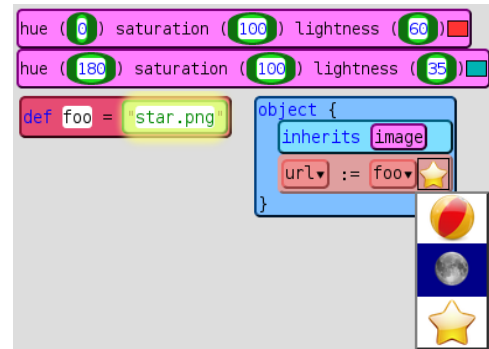 hue (0) saturation (100) lightness (60)
hue (180) saturation (100) lightness (35)
def foo = "star.png"
object {
inherits image
url▾ := foo▾
}